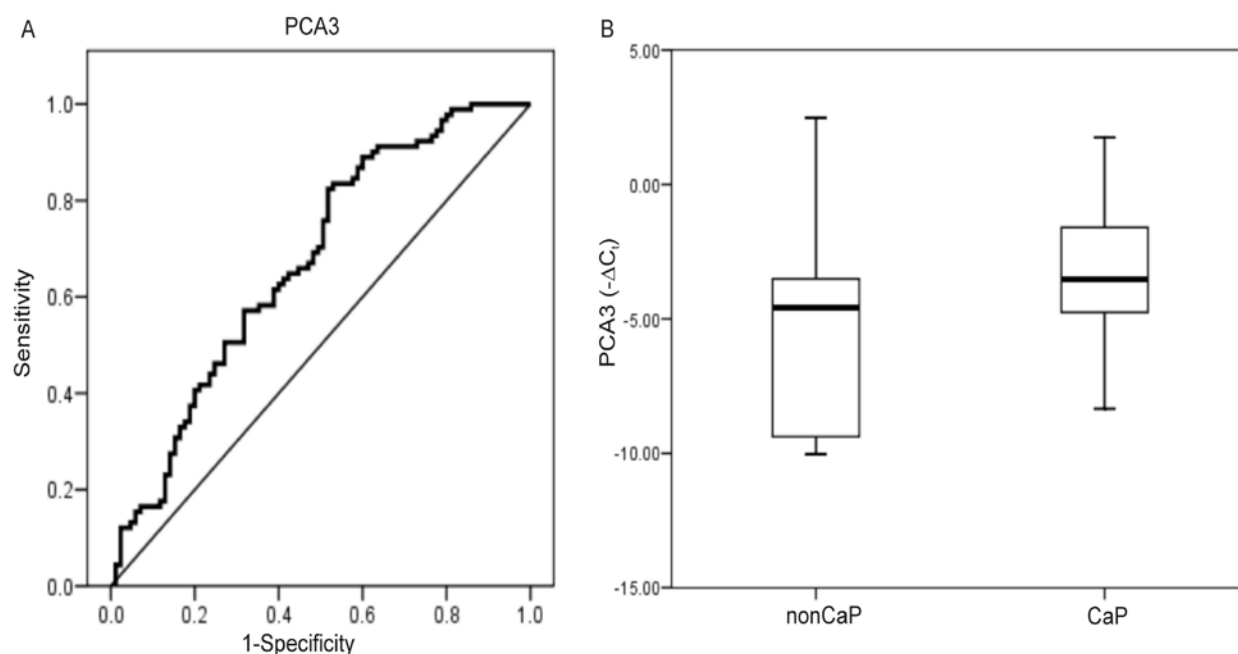 A
PCA3
Sensitivity
1.0
0.8
0.6
0.4
0.2
0.0
0.0 0.2 0.4 0.6 0.8 1.0
1-Specificity
B
PCA3 (-ΔCt)
5.00
0.00
-5.00
-10.00
-15.00
nonCaP CaP